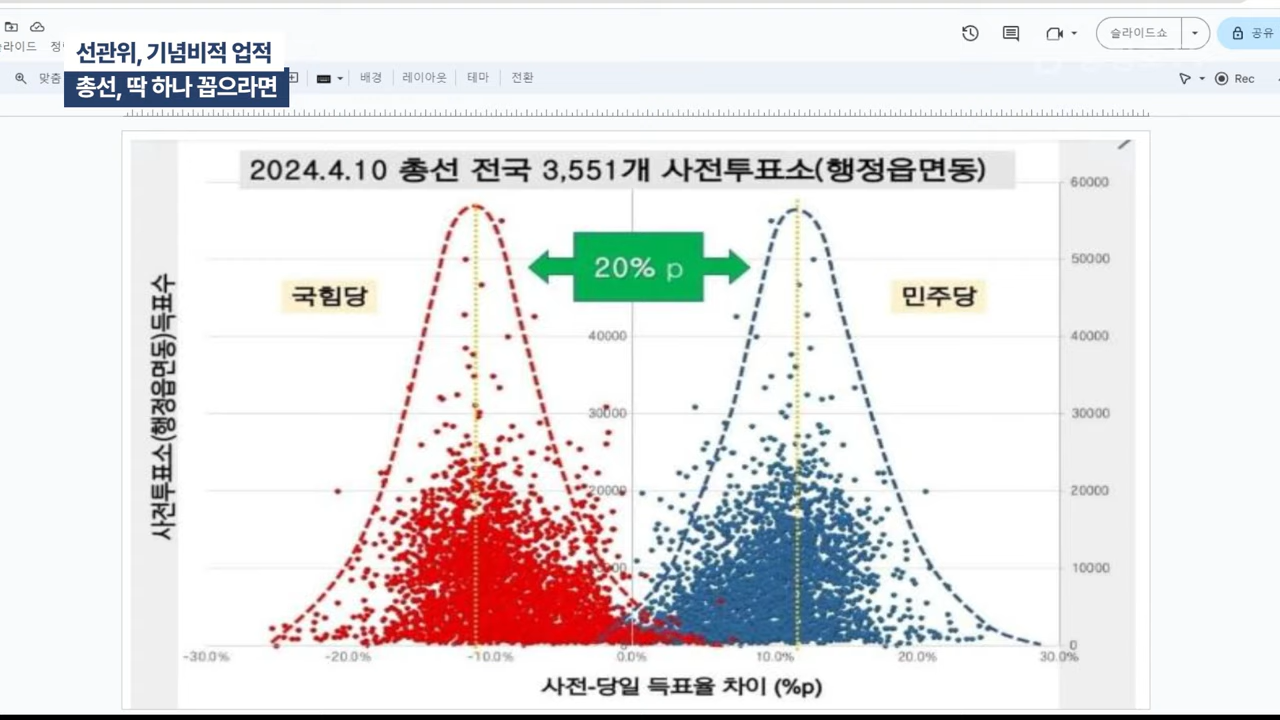 선관위, 기념비적 업적
총선, 딱 하나 꼽으라면
슬라이드쇼
공유
맞춤
배경
레이아웃
테마
전환
Rec
2024.4.10 총선 전국 3,551개 사전투표소(행정읍면동)
20% p
국힘당
민주당
사전투표소(행정읍면동)득표수
60000
50000
40000
40000
30000
30000
20000
20000
10000
0
-30.0%
-20.0%
-10.0%
0.0%
10.0%
20.0%
30.0%
사전-당일 득표율 차이 (%p)